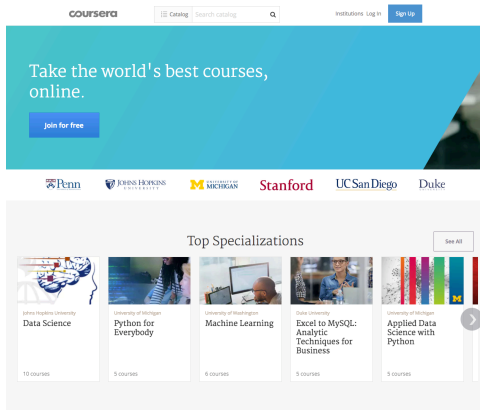 coursera
Catalog Search catalog
Institutions Log In Sign Up
Take the world's best courses,
online.
Join for free
Penn
JOHNS HOPKINS
UNIVERSITY
UNIVERSITY OF
MICHIGAN
Stanford
UC San Diego
Duke
Top Specializations
See All
Johns Hopkins University
Data Science
10 courses
University of Michigan
Python for
Everybody
5 courses
University of Washington
Machine Learning
6 courses
Duke University
Excel to MySQL:
Analytic
Techniques for
Business
5 courses
M
University of Michigan
Applied Data
Science with
Python
5 courses